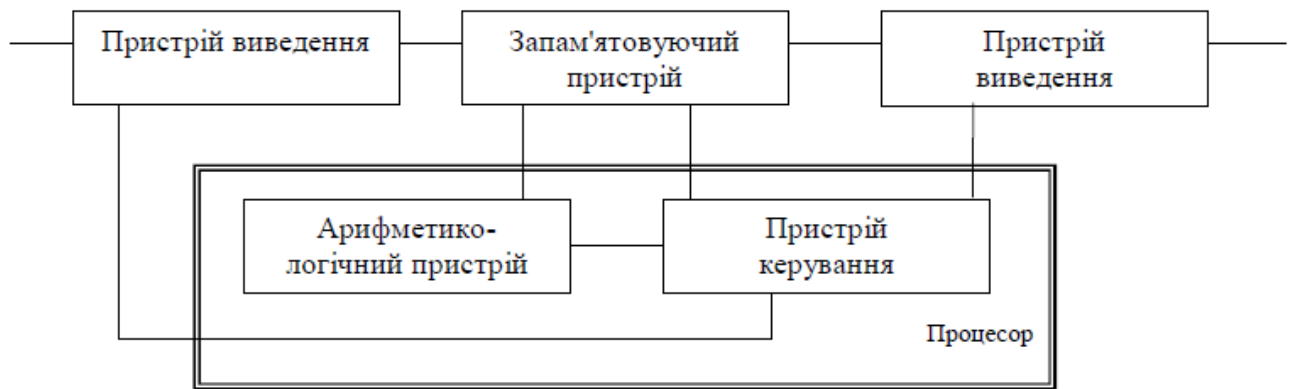 Пристрій виведення
Запам'ятовуючий
пристрій
Пристрій
виведення
Арифметико-
логічний пристрій
Пристрій
керування
Процесор